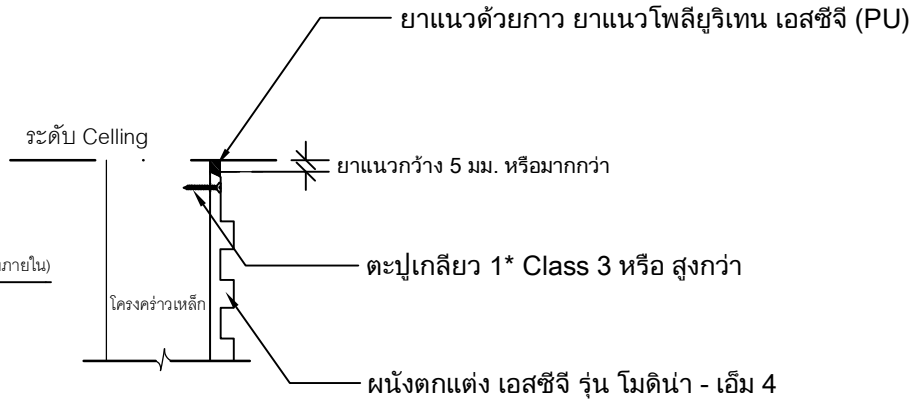 ยาแนวด้วยกาว ยาแนวโพลียูริเทน เอสซีจี (PU)
ระดับ Celling
ยาแนวกว้าง 5 มม. หรือมากกว่า
ภายใน)
ตะปูเกลียว 1* Class 3 หรือ สูงกว่า
โครงคร่าวเหล็ก
ผนังตกแต่ง เอสซีจี รุ่น โมดิน่า - เอ็ม 4